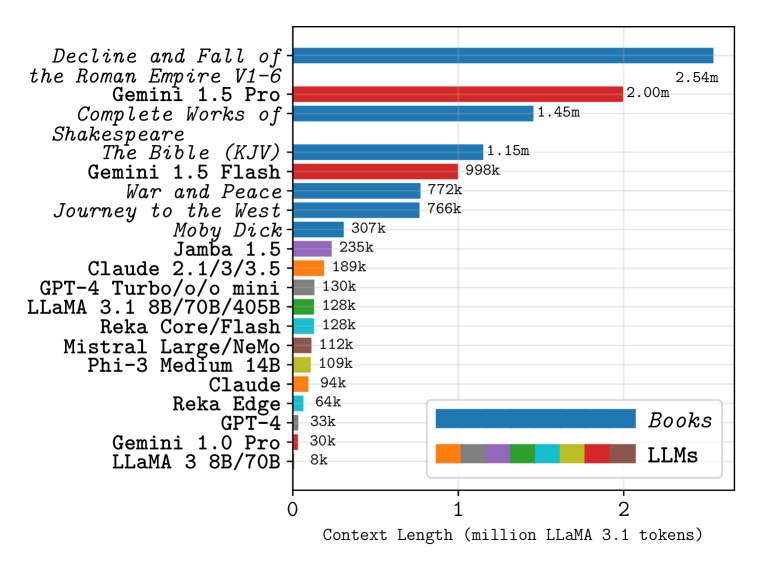 Decline and Fall of
the Roman Empire V1-6
2.54m
Gemini 1.5 Pro
2.00m
Complete Works of
Shakespeare
1.45m
The Bible (KJV)
1.15m
Gemini 1.5 Flash
998k
War and Peace
772k
Journey to the West
766k
Moby Dick
307k
Jamba 1.5
235k
Claude 2.1/3/3.5
189k
GPT-4 Turbo/o/o mini
130k
LLaMA 3.1 8B/70B/405B
128k
Reka Core/Flash
128k
Mistral Large/NeMo
112k
Phi-3 Medium 14B
109k
Claude
94k
Reka Edge
64k
GPT-4
33k
Gemini 1.0 Pro
30k
LLaMA 3 8B/70B
8k
Books
LLMs
0 1 2
Context Length (million LLaMA 3.1 tokens)